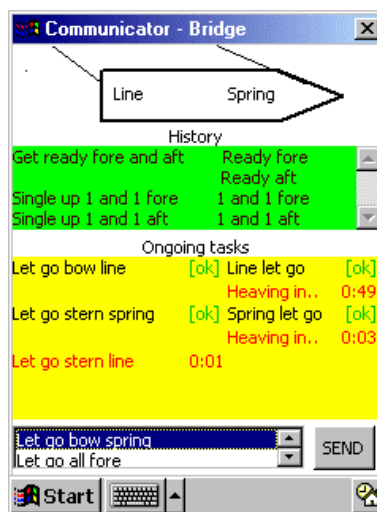 Communicator - Bridge
Line Spring
History
Get ready fore and aft Ready fore
Ready aft
Single up 1 and 1 fore 1 and 1 fore
Single up 1 and 1 aft 1 and 1 aft
Ongoing tasks
Let go bow line [ok] Line let go [ok]
Heaving in.. 0:49
Let go stern spring [ok] Spring let go [ok]
Heaving in.. 0:03
Let go stern line 0:01
Let go bow spring
Let go all fore
SEND
Start